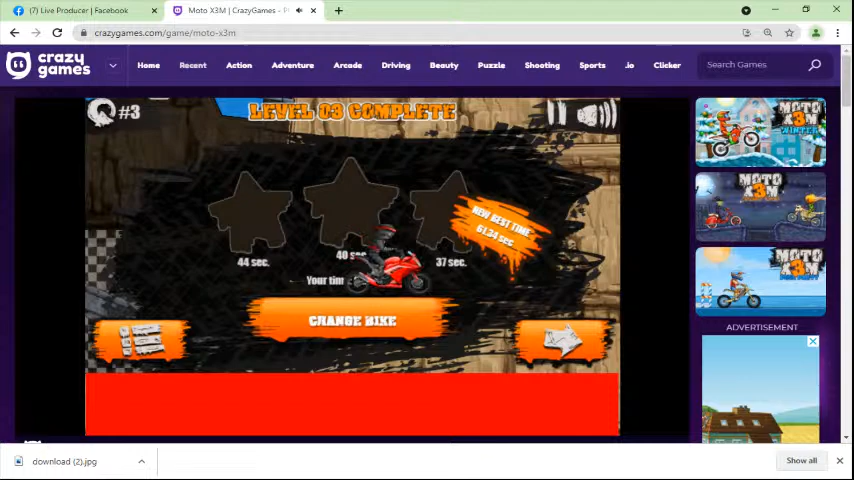 (7) Live Producer | Facebook
Moto X3M | CrazyGames - P
crazygames.com/game/moto-x3m
crazy games
Home
Recent
Action
Adventure
Arcade
Driving
Beauty
Puzzle
Shooting
Sports
.io
Clicker
Search Games
#3
LEVEL 03 COMPLETE
NEW BEST TIME
61.34 sec.
44 sec.
40 sec.
37 sec.
Your tim
CHANGE BIKE
MOTO X3M WINTER
MOTO X3M
MOTO X3M
ADVERTISEMENT
download (2).jpg
Show all